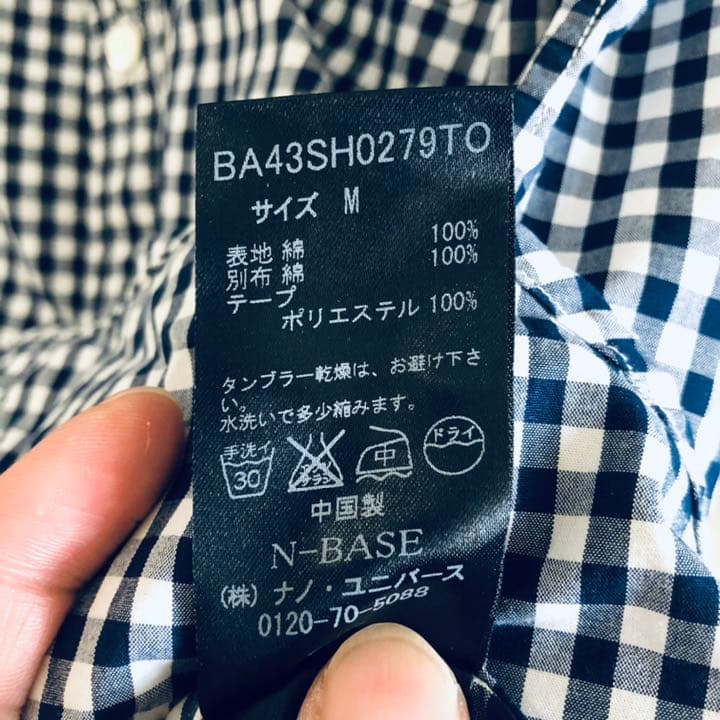 BA43SH0279TO
サイズ M
表地 綿 100%
別布 綿 100%
テープ
ポリエステル 100%
タンブラー乾燥は、お避け下さ
い。
水洗いで多少縮みます。
手洗イ 30 中 ドライ
中国製
N-BASE
(株) ナノ・ユニバース
0120-70-5088